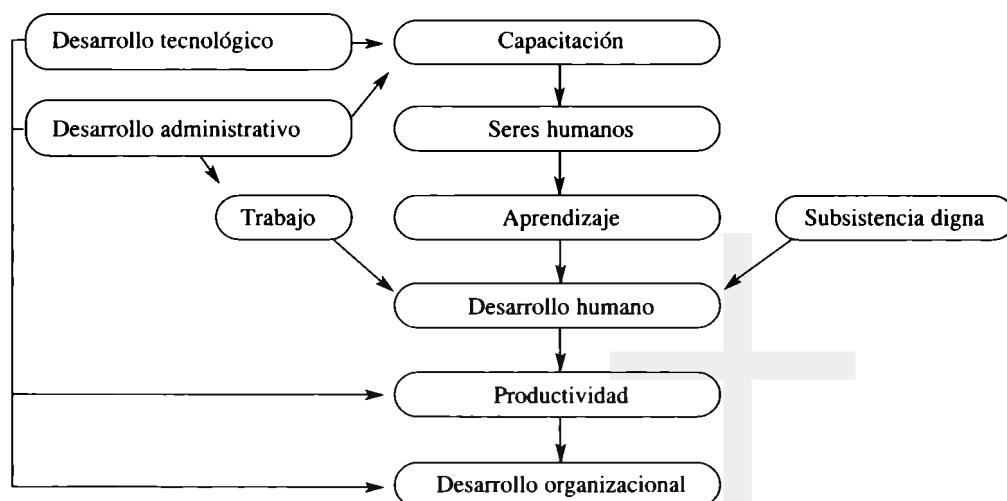 Desarrollo tecnológico
Capacitación
Desarrollo administrativo
Seres humanos
Trabajo
Aprendizaje
Subsistencia digna
Desarrollo humano
Productividad
Desarrollo organizacional